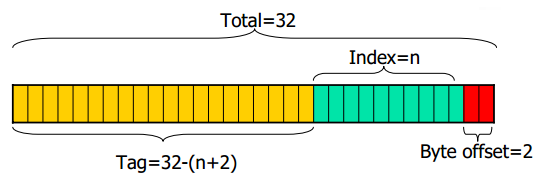 Total=32
Index=n
Tag=32-(n+2)
Byte offset=2